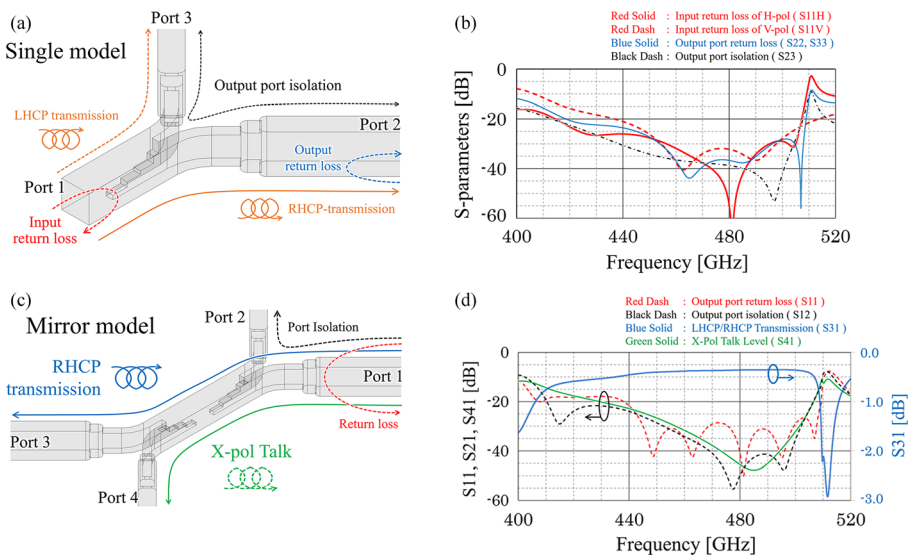 (a)
Single model
Port 3
Output port isolation
LHCP transmission
Port 2
Output
return loss
Port 1
Input
return loss
RHCP-transmission
(b)
Red Solid : Input return loss of H-pol ( S11H )
Red Dash : Input return loss of V-pol ( S11V )
Blue Solid : Output port return loss ( S22, S33 )
Black Dash : Output port isolation ( S23 )
S-parameters [dB]
0
-20
-40
-60
400
440
480
520
Frequency [GHz]
(c)
Mirror model
Port 2
Port Isolation
RHCP
transmission
Port 1
Return loss
Port 3
X-pol Talk
Port 4
(d)
Red Dash : Output port return loss ( S11 )
Black Dash : Output port isolation ( S12 )
Blue Solid : LHCP/RHCP Transmission ( S31 )
Green Solid : X-Pol Talk Level ( S41 )
S11, S21, S41 [dB]
0
-20
-40
-60
0.0
-1.0
-2.0
-3.0
S31 [dB]
400
440
480
520
Frequency [GHz]